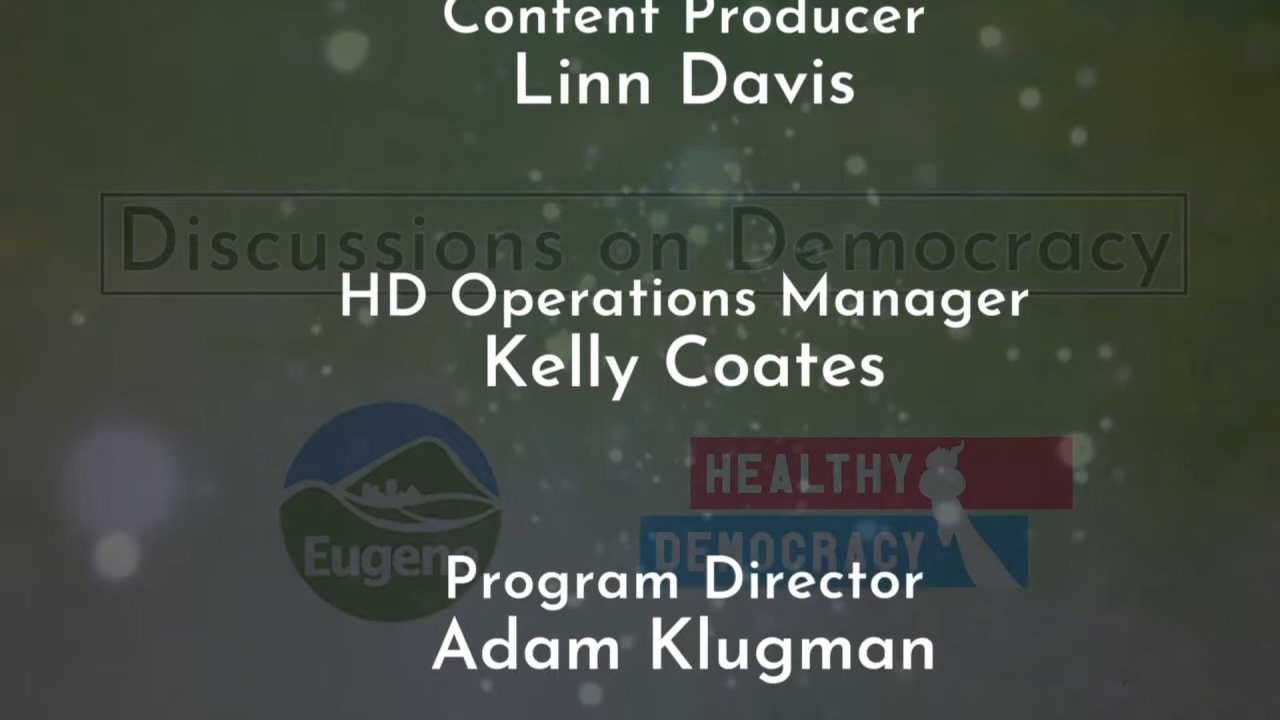 Content Producer
Linn Davis
Discussions on Democracy
HD Operations Manager
Kelly Coates
HEALTHY
DEMOCRACY
Eugene
Program Director
Adam Klugman